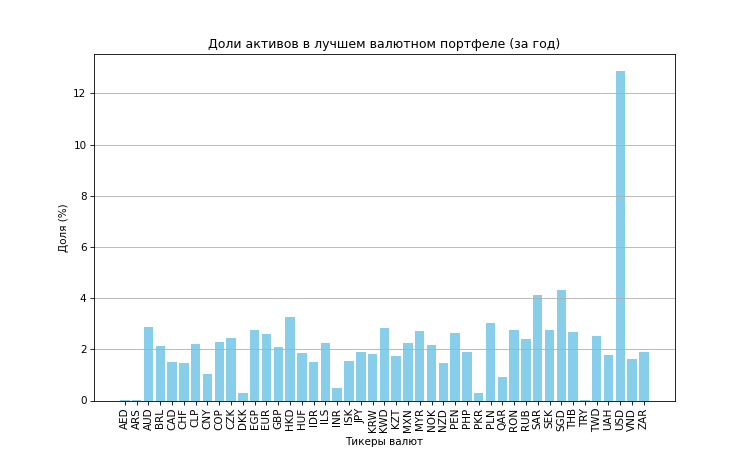 Доли активов в лучшем валютном портфеле (за год)
Доля (%)
12
10
8
6
4
2
0
AED ARS AUD BRL CAD CHF CLP CNY COP CZK DKK EGP EUR GBP HKD HUF IDR ILS INR ISK JPY KRW KWD KZT MXN MYR NOK NZD PEN PHP PKR PLN QAR RON RUB SAR SEK SGD THB TRY TWD UAH USD VND ZAR
Тикеры валют